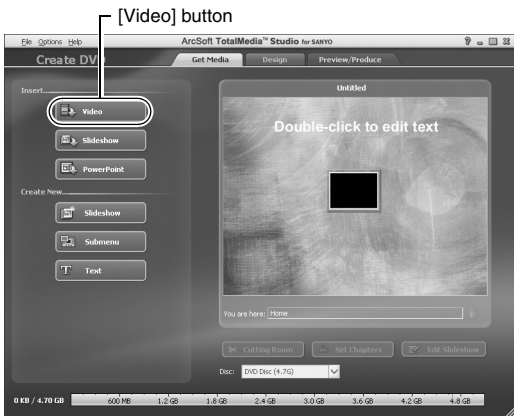 [Video] button
File Options Help
ArcSoft TotalMedia™ Studio for SANYO
?
Create DVD
Get Media
Design
Preview/Produce
Insert...
Video
Slideshow
PowerPoint
Create New...
Slideshow
Submenu
T Text
Untitled
Double-click to edit text
You are here: Home
Cutting Room
Set Chapters
Edit Slideshow
Disc: DVD Disc (4.7G)
0 KB / 4.70 GB 600 MB 1.2 GB 1.8 GB 2.4 GB 3.0 GB 3.6 GB 4.2 GB 4.8 GB